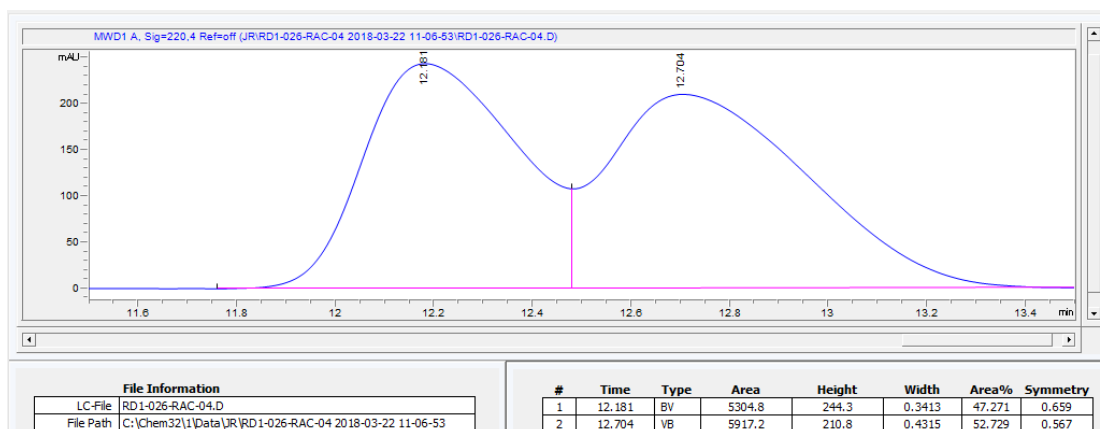 MWD1 A, Sig=220,4 Ref=off (JR\RD1-026-RAC-04 2018-03-22 11-06-53\RD1-026-RAC-04.D)
mAU
12.181
12.704
200
150
100
50
0
11.6 11.8 12 12.2 12.4 12.6 12.8 13 13.2 13.4 min
File Information
LC-File RD1-026-RAC-04.D
File Path C:\Chem32\1\Data\JR\RD1-026-RAC-04 2018-03-22 11-06-53
# Time Type Area Height Width Area% Symmetry
1 12.181 BV 5304.8 244.3 0.3413 47.271 0.659
2 12.704 VB 5917.2 210.8 0.4315 52.729 0.567